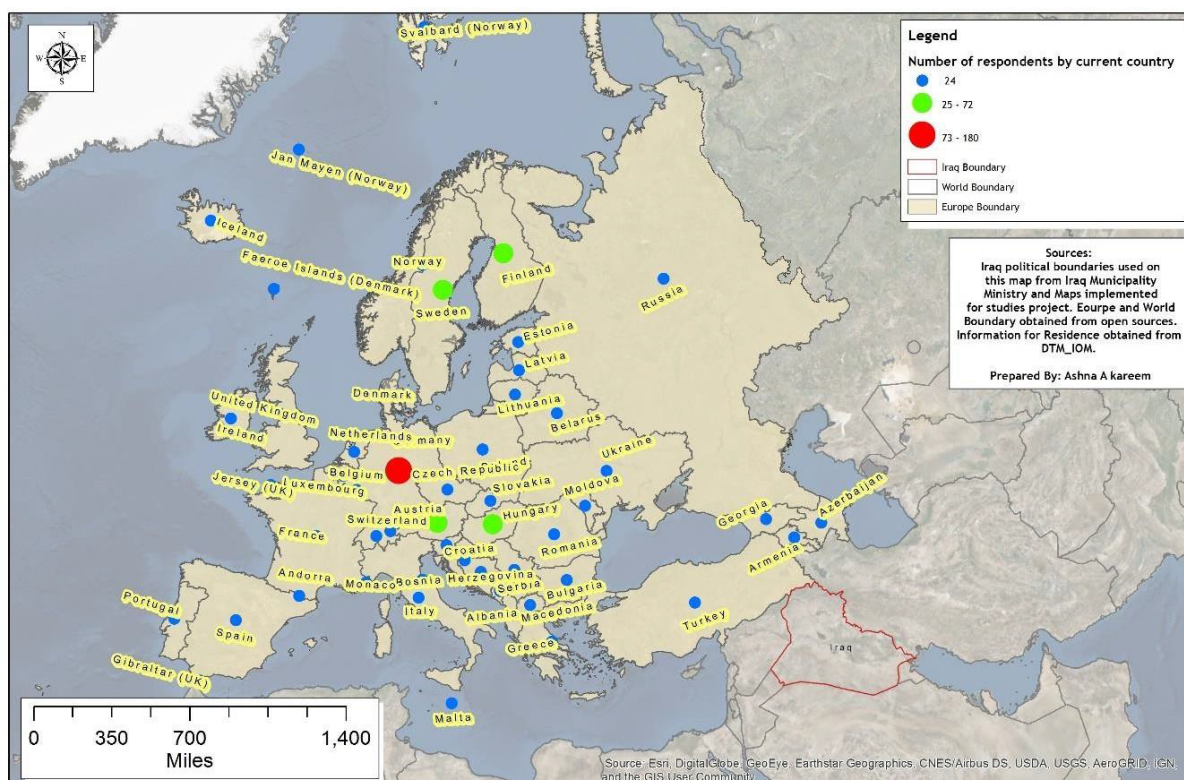 Svalbard (Norway)
N
W E
S
Jan Mayen (Norway)
Iceland
Faeroe Islands (Denmark)
Norway
Finland
Sweden
Russia
Estonia
Latvia
Lithuania
Belarus
Denmark
United Kingdom
Ireland
Netherlands many
Belgium
Czech Republic
Ukraine
Jersey (UK)
Luxembourg
Slovakia
Moldova
Austria
Switzerland
Hungary
France
Croatia
Romania
Georgia
Azerbaijan
Armenia
Andorra
Monaco
Bosnia Herzegovina
Serbia
Bulgaria
Italy
Albania
Macedonia
Portugal
Spain
Greece
Turkey
Gibraltar (UK)
Malta
Iraq
Legend
Number of respondents by current country
24
25 - 72
73 - 180
Iraq Boundary
World Boundary
Europe Boundary
Sources:
Iraq political boundaries used on
this map from Iraq Municipality
Ministry and Maps implemented
for studies project. Eourpe and World
Boundary obtained from open sources.
Information for Residence obtained from
DTM_IOM.
Prepared By: Ashna A kareem
0 350 700 1,400
Miles
Source: Esri, DigitalGlobe, GeoEye, Earthstar Geographics, CNES/Airbus DS, USDA, USGS, AeroGRID, IGN,
and the GIS User Community